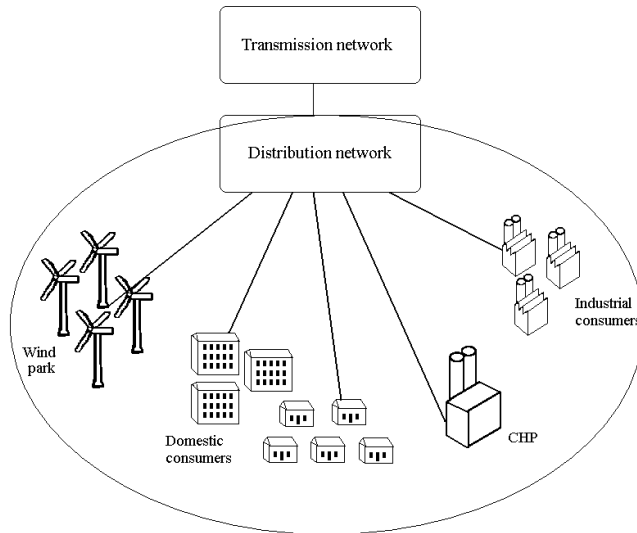 Transmission network
Distribution network
Wind
park
Industrial
consumers
Domestic
consumers
CHP